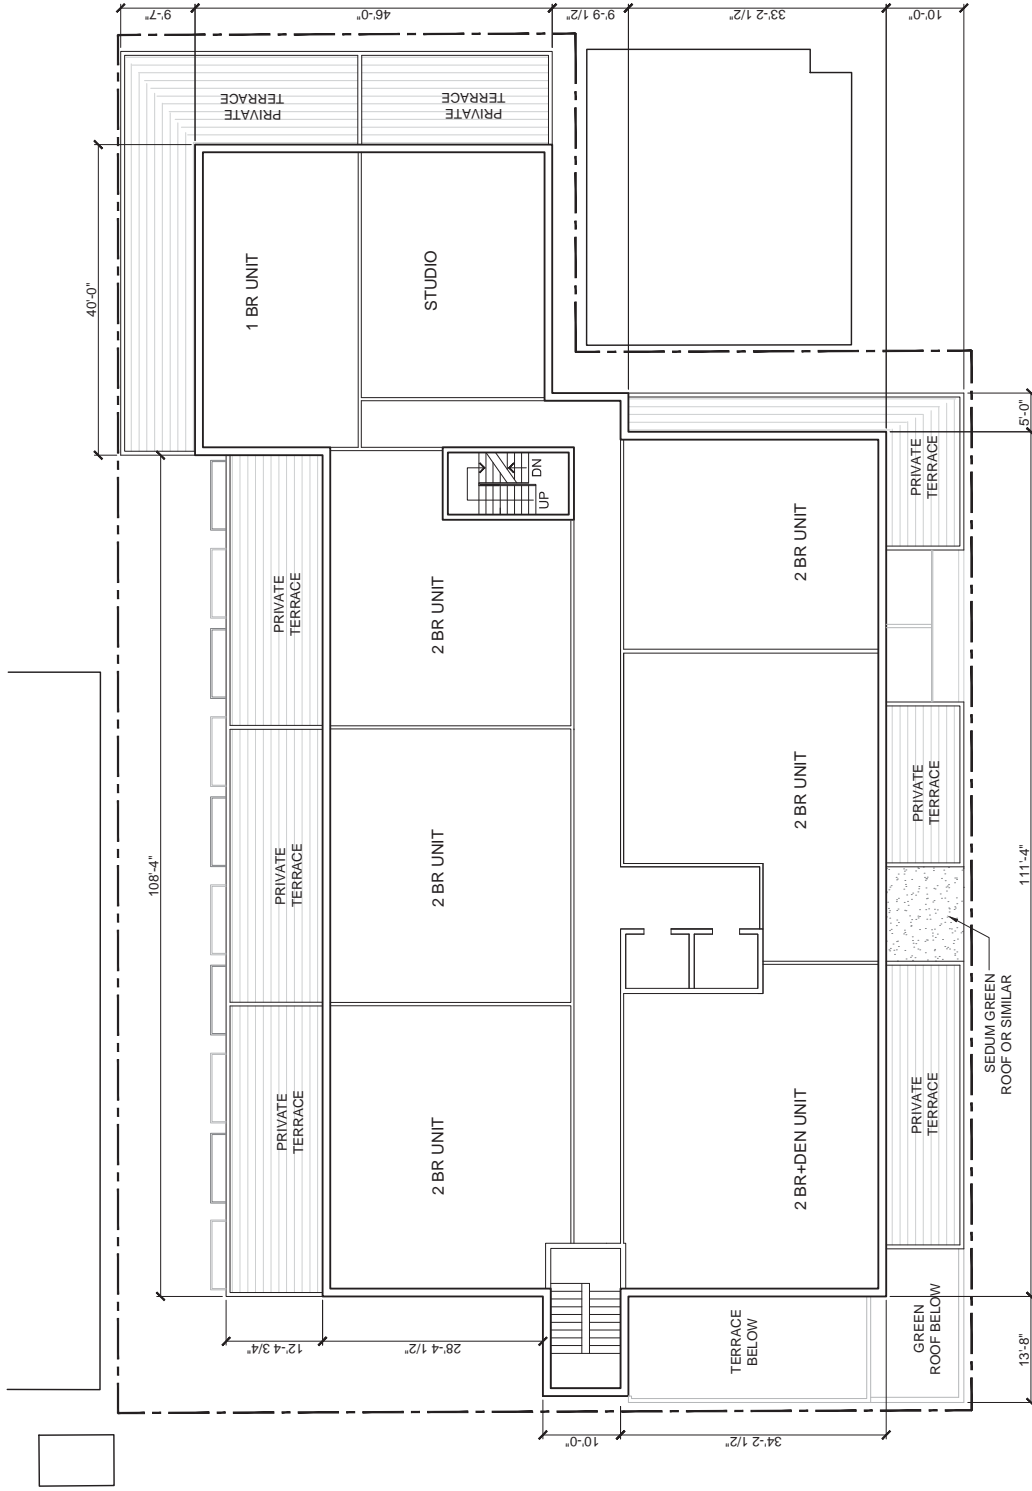 9'-7"
46'-0"
9'-9 1/2"
33'-2 1/2"
10'-0"
PRIVATE
TERRACE
PRIVATE
TERRACE
40'-0"
1 BR UNIT
STUDIO
5'-0"
PRIVATE
TERRACE
DN
UP
2 BR UNIT
2 BR UNIT
PRIVATE
TERRACE
108'-4"
PRIVATE
TERRACE
2 BR UNIT
2 BR UNIT
PRIVATE
TERRACE
111'-4"
SEDUM GREEN
ROOF OR SIMILAR
PRIVATE
TERRACE
2 BR UNIT
2 BR+DEN UNIT
PRIVATE
TERRACE
12'-4 3/4"
28'-4 1/2"
TERRACE
BELOW
GREEN
ROOF BELOW
13'-8"
10'-0"
34'-2 1/2"